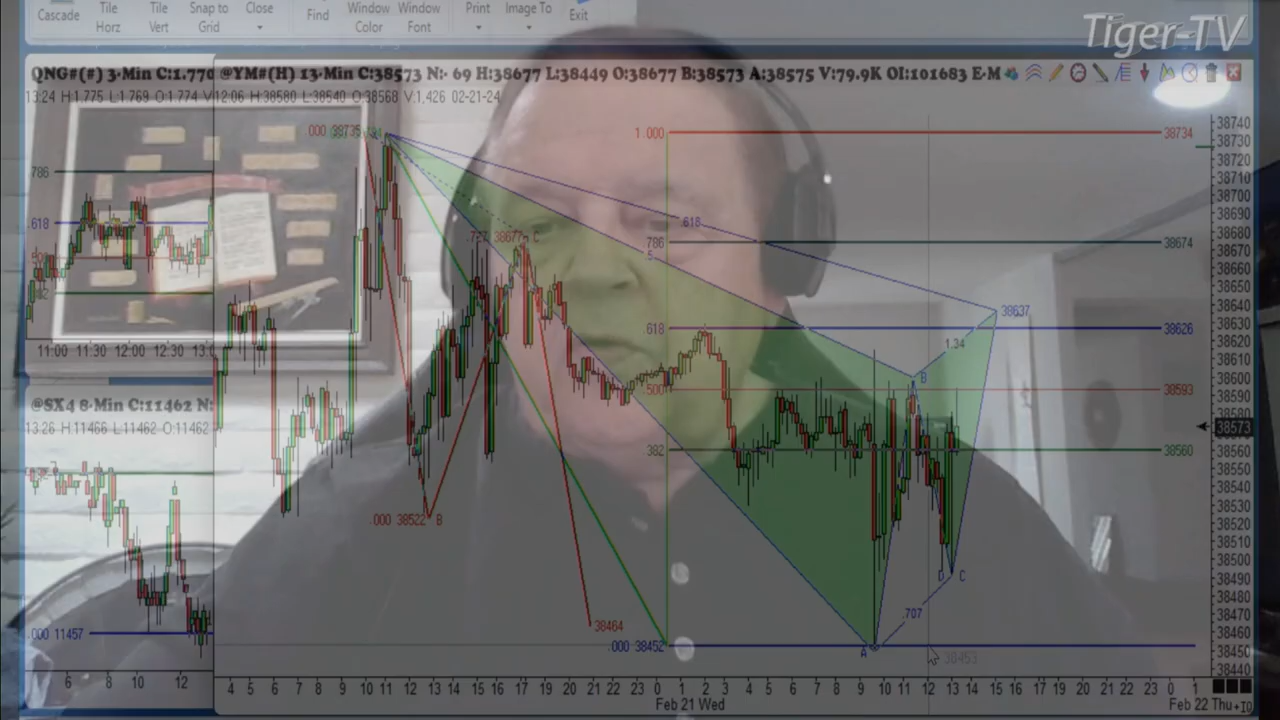 Cascade Tile Horz Tile Vert Snap to Grid Close Find Window Color Window Font Print Image To Exit
Tiger-TV
QNG#(#) 3-Min C:1.770
@YM#(H) 13-Min C:38573 N:- 69 H:38677 L:38449 O:38677 B:38573 A:38575 V:79.9K OI:101683 E-M
13:24 H:1.775 L:1.769 O:1.774 V
12:06 H:38580 L:38540 O:38568 V:1,426 02-21-24
000 38735
1.000
38734
786
.618
786
38674
618
.727 38677 C
5
38637
618
38626
1.34
11:00 11:30 12:00 12:30 13:0
B
500
38593
@SX4 8-Min C:11462 N:
13:26 H:11466 L:11462 O:11462
382
38560
.000 38522 B
D C
.707
38464
.000 11457
.000 38452
A
38453
6 8 10 12
4 5 6 7 8 9 10 11 12 13 14 15 16 17 18 19 20 21 22 23 0 1 2 3 4 5 6 7 8 9 10 11 12 13 14 15 16 17 18 19 20 21 22 23 0 1
Feb 21 Wed
Feb 22 Thu+10
38740
38730
38720
38710
38700
38690
38680
38670
38660
38650
38640
38630
38620
38610
38600
38590
38580
38573
38560
38550
38540
38530
38520
38510
38500
38490
38480
38470
38460
38450
38440